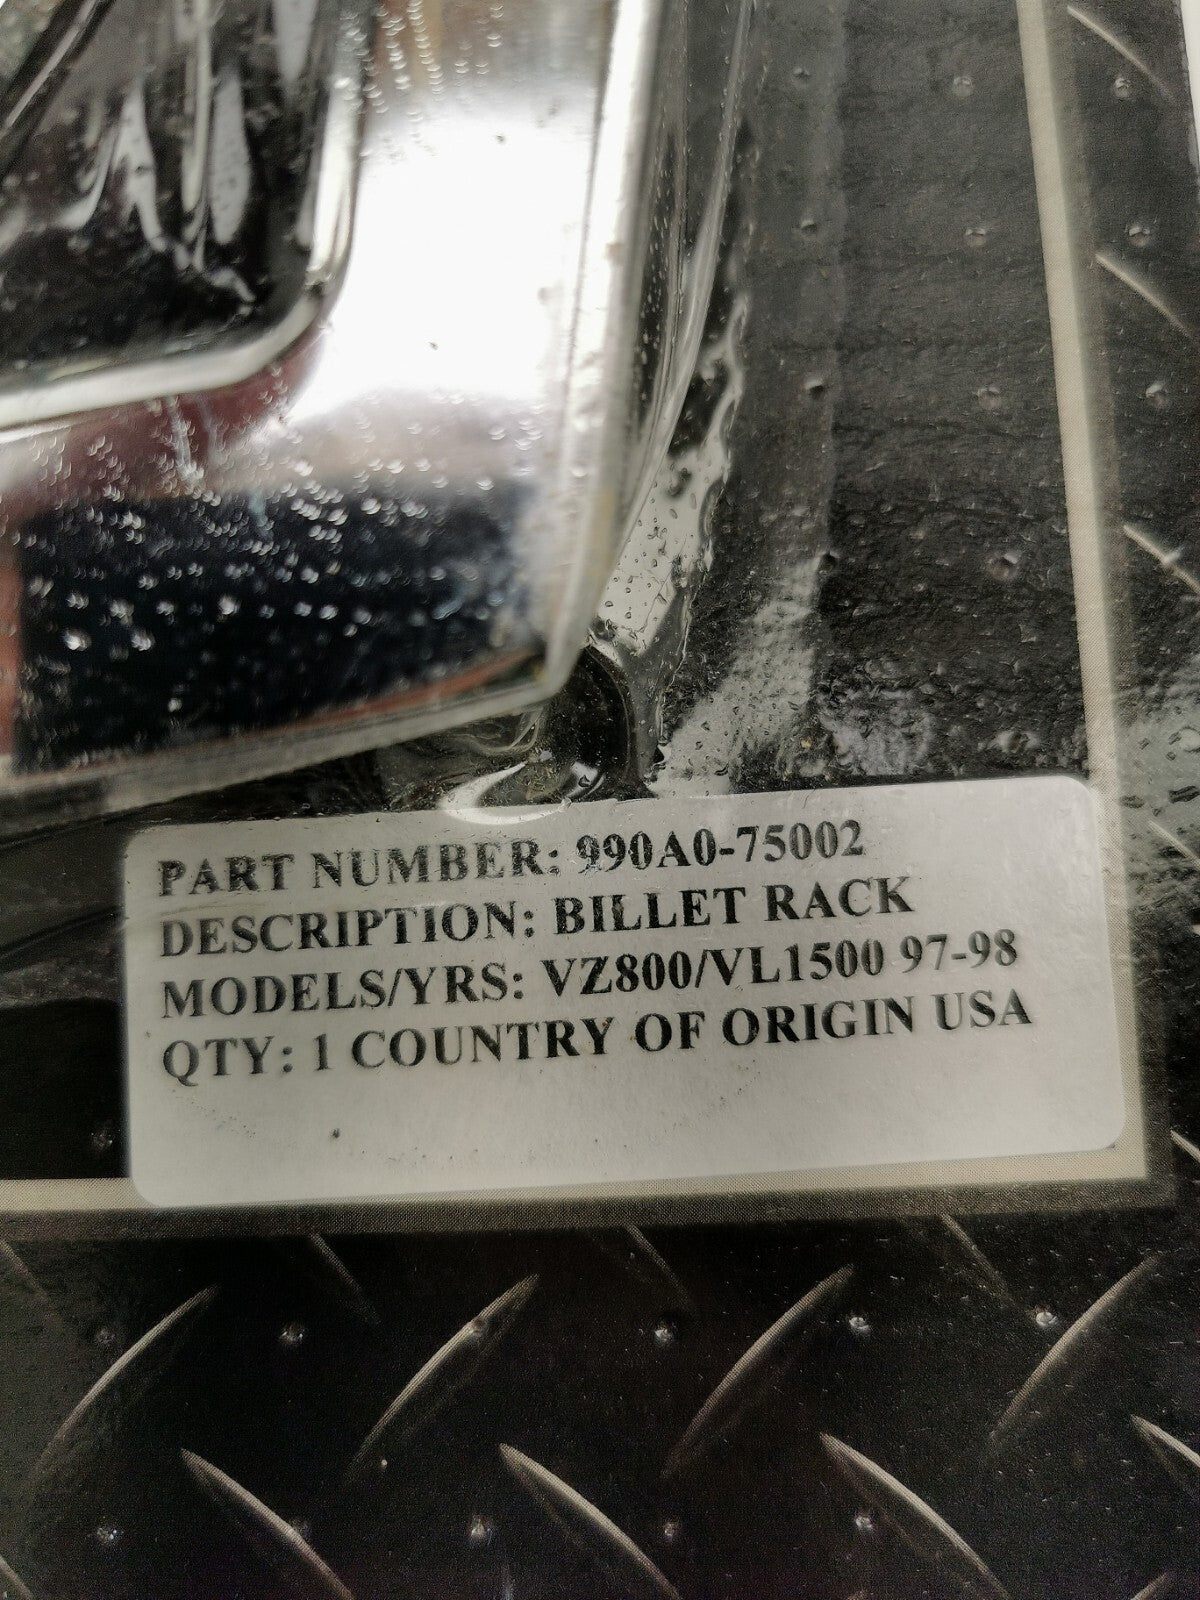 PART NUMBER: 990A0-75002
DESCRIPTION: BILLET RACK
MODELS/YRS: VZ800/VL1500 97-98
QTY: 1 COUNTRY OF ORIGIN USA